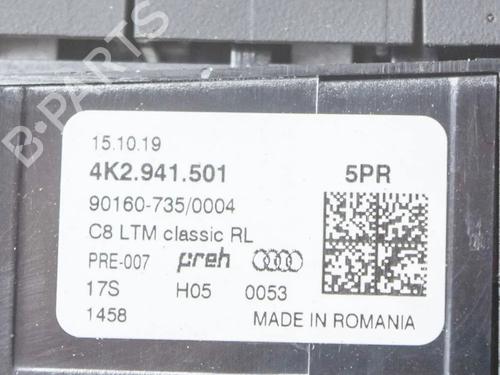 B·PARTS
15.10.19
4K2.941.501 5PR
90160-735/0004
C8 LTM classic RL
PRE-007 preh
17S H05 0053
1458 MADE IN ROMANIA